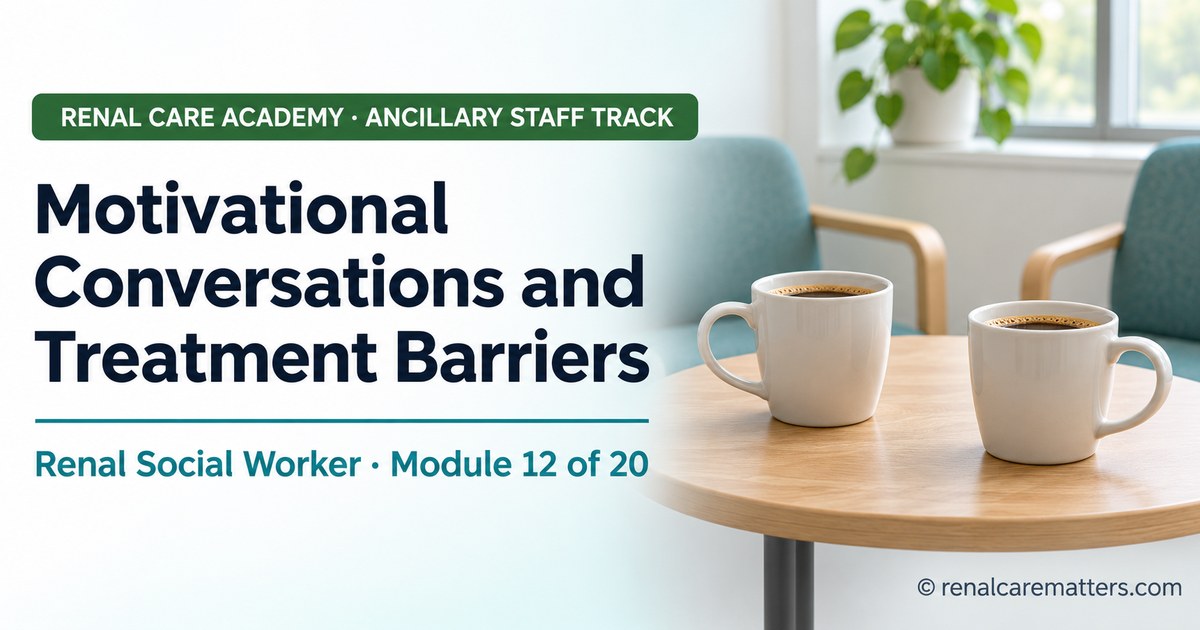 RENAL CARE ACADEMY · ANCILLARY STAFF TRACK
Motivational
Conversations and
Treatment Barriers
Renal Social Worker · Module 12 of 20
© renalcarematters.com